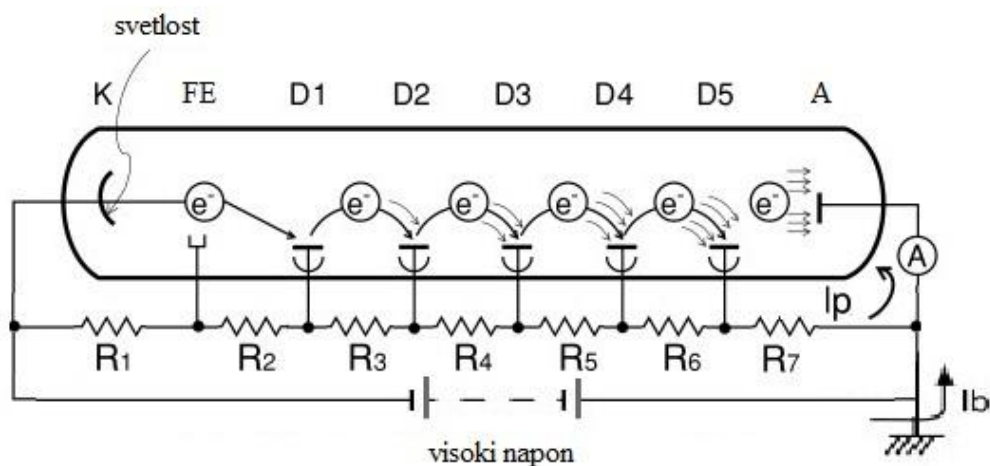 svetlost
K FE D1 D2 D3 D4 D5 A
e⁻ e⁻ e⁻ e⁻ e⁻ e⁻
A
Ip
R1 R2 R3 R4 R5 R6 R7
Ib
visoki napon